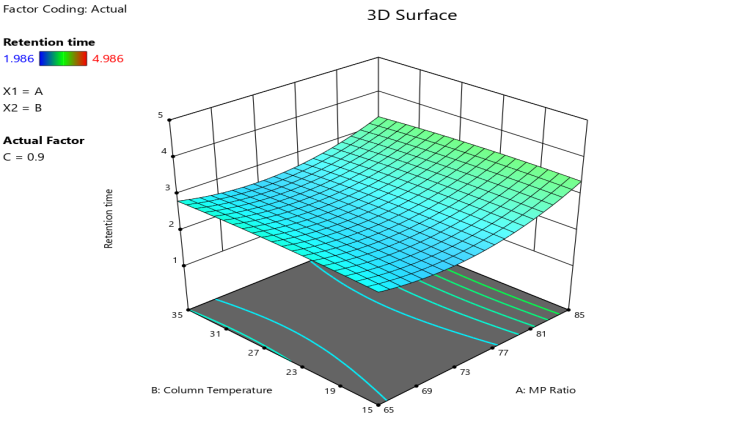 Factor Coding: Actual
3D Surface
Retention time
1.986 4.986
X1 = A
X2 = B
Actual Factor
C = 0.9
5
4
3
2
1
Retention time
35
31
27
23
19
15
65
69
73
77
81
85
B: Column Temperature
A: MP Ratio